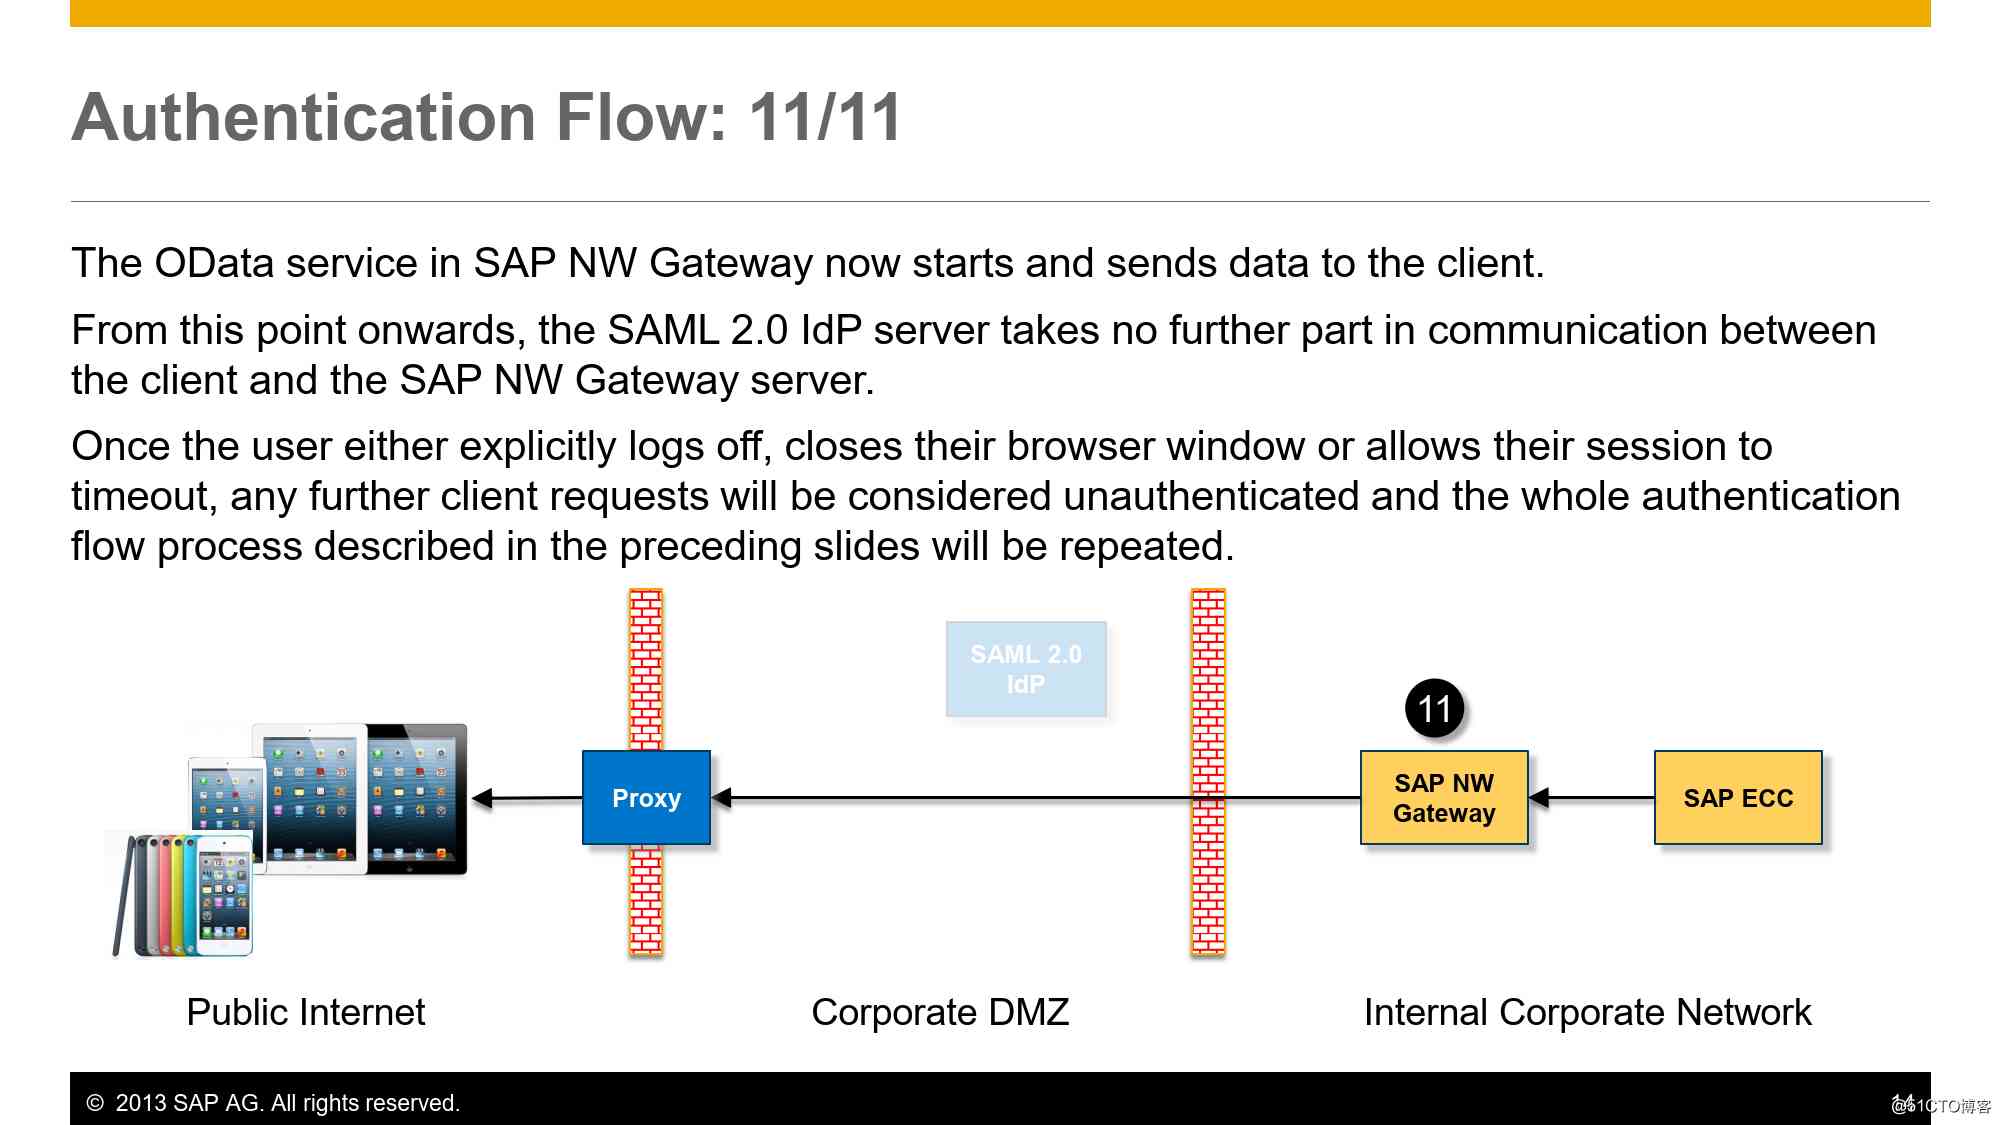 Authentication Flow: 11/11
The OData service in SAP NW Gateway now starts and sends data to the client.
From this point onwards, the SAML 2.0 IdP server takes no further part in communication between
the client and the SAP NW Gateway server.
Once the user either explicitly logs off, closes their browser window or allows their session to
timeout, any further client requests will be considered unauthenticated and the whole authentication
flow process described in the preceding slides will be repeated.
SAML 2.0
IdP
11
Proxy
SAP NW
Gateway
SAP ECC
Public Internet
Corporate DMZ
Internal Corporate Network
© 2013 SAP AG. All rights reserved.
14
@51CTO博客